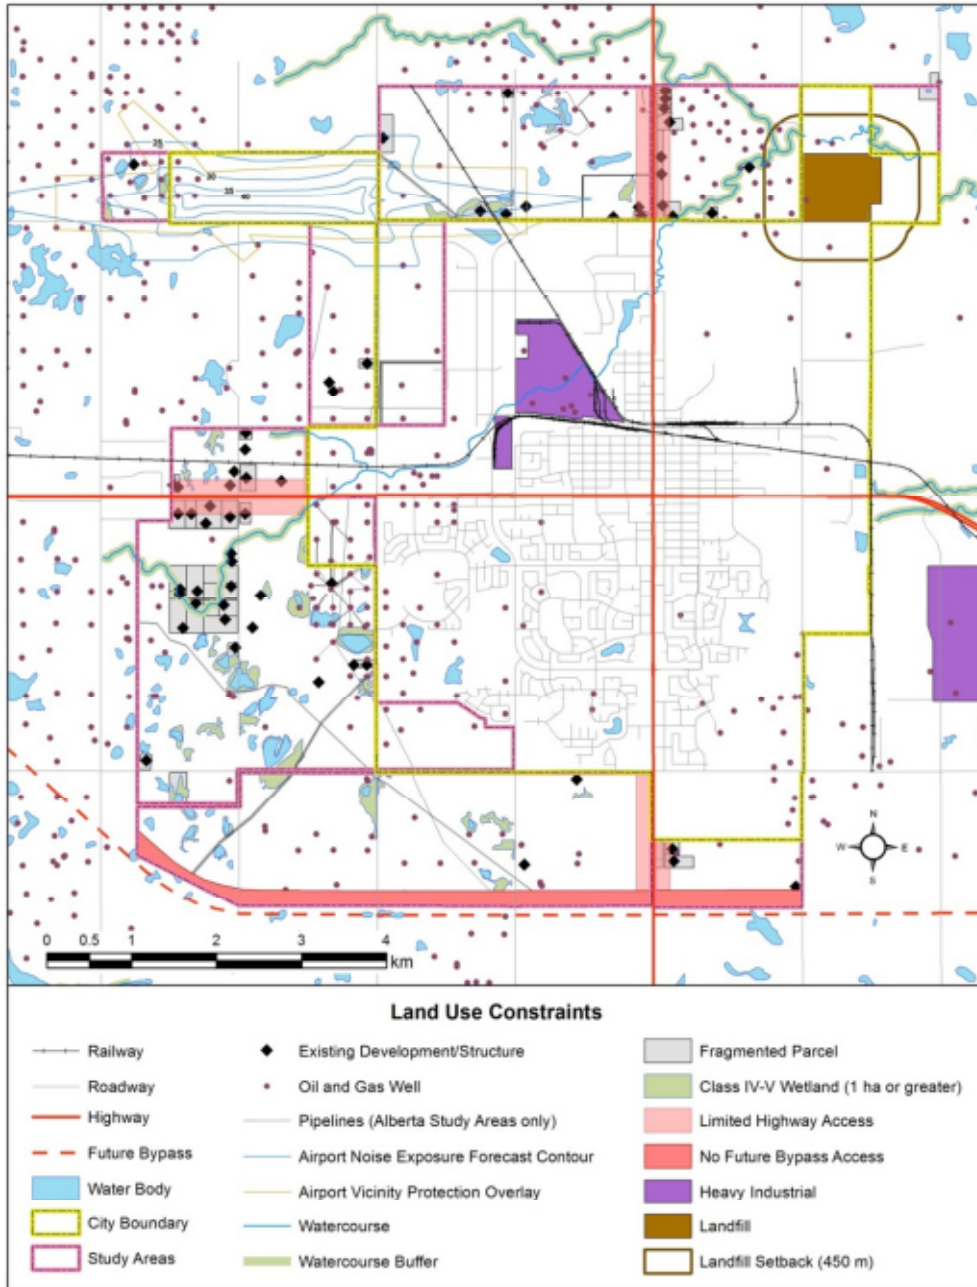 25
30
35
40
N
W E
S
0 0.5 1 2 3 4
km
Land Use Constraints
Railway
Roadway
Highway
Future Bypass
Water Body
City Boundary
Study Areas
Existing Development/Structure
Oil and Gas Well
Pipelines (Alberta Study Areas only)
Airport Noise Exposure Forecast Contour
Airport Vicinity Protection Overlay
Watercourse
Watercourse Buffer
Fragmented Parcel
Class IV-V Wetland (1 ha or greater)
Limited Highway Access
No Future Bypass Access
Heavy Industrial
Landfill
Landfill Setback (450 m)